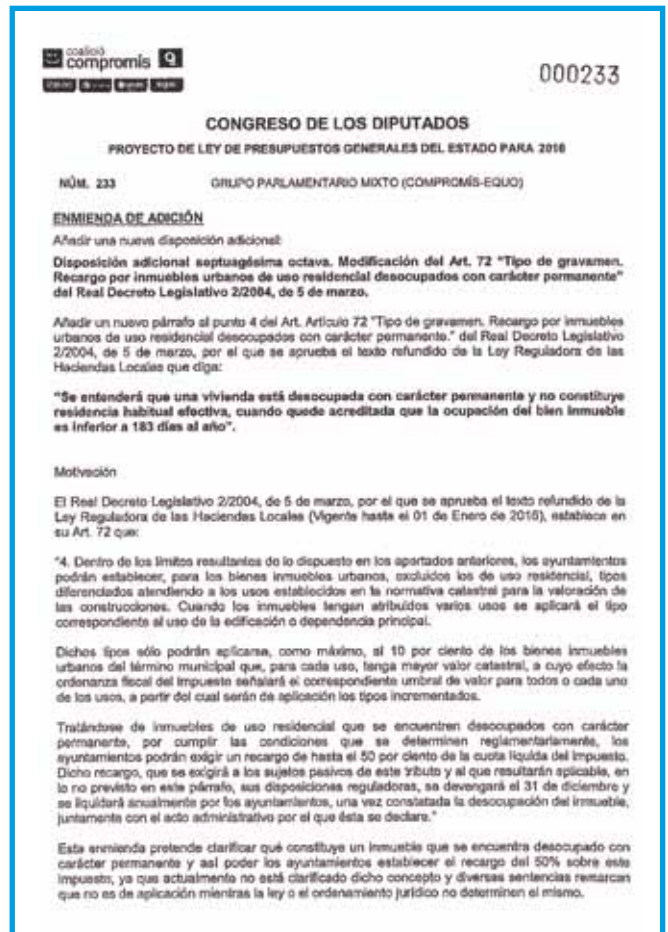 coalició
compromís Q
000233
CONGRESO DE LOS DIPUTADOS
PROYECTO DE LEY DE PRESUPUESTOS GENERALES DEL ESTADO PARA 2016
NÚM. 233 GRUPO PARLAMENTARIO MIXTO (COMPROMÍS-EQUO)
ENMIENDA DE ADICIÓN
Añadir una nueva disposición adicional:
Disposición adicional septuagésima octava. Modificación del Art. 72 "Tipo de gravamen.
Recargo por inmuebles urbanos de uso residencial desocupados con carácter permanente"
del Real Decreto Legislativo 2/2004, de 5 de marzo.
Añadir un nuevo párrafo al punto 4 del Art. Artículo 72 "Tipo de gravamen. Recargo por inmuebles
urbanos de uso residencial desocupados con carácter permanente." del Real Decreto Legislativo
2/2004, de 5 de marzo, por el que se aprueba el texto refundido de la Ley Reguladora de las
Haciendas Locales que diga:
"Se entenderá que una vivienda está desocupada con carácter permanente y no constituye
residencia habitual efectiva, cuando quede acreditada que la ocupación del bien inmueble
es inferior a 183 días al año".
Motivación
El Real Decreto Legislativo 2/2004, de 5 de marzo, por el que se aprueba el texto refundido de la
Ley Reguladora de las Haciendas Locales (Vigente hasta el 01 de Enero de 2016), establece en
su Art. 72 que:
"4. Dentro de los límites resultantes de lo dispuesto en los apartados anteriores, los ayuntamientos
podrán establecer, para los bienes inmuebles urbanos, excluidos los de uso residencial, tipos
diferenciados atendiendo a los usos establecidos en la normativa catastral para la valoración de
las construcciones. Cuando los inmuebles tengan atribuidos varios usos se aplicará el tipo
correspondiente al uso de la edificación o dependencia principal.
Dichos tipos sólo podrán aplicarse, como máximo, al 10 por ciento de los bienes inmuebles
urbanos del término municipal que, para cada uso, tenga mayor valor catastral, a cuyo efecto la
ordenanza fiscal del impuesto señalará el correspondiente umbral de valor para todos o cada uno
de los usos, a partir del cual serán de aplicación los tipos incrementados.
Tratándose de inmuebles de uso residencial que se encuentren desocupados con carácter
permanente, por cumplir las condiciones que se determinen reglamentariamente, los
ayuntamientos podrán exigir un recargo de hasta el 50 por ciento de la cuota líquida del impuesto.
Dicho recargo, que se exigirá a los sujetos pasivos de este tributo y al que resultarán aplicable, en
lo no previsto en este párrafo, sus disposiciones reguladoras, se devengará el 31 de diciembre y
se liquidará anualmente por los ayuntamientos, una vez constatada la desocupación del inmueble,
juntamente con el acto administrativo por el que ésta se declare."
Esta enmienda pretende clarificar qué constituye un inmueble que se encuentra desocupado con
carácter permanente y así poder los ayuntamientos establecer el recargo del 50% sobre este
impuesto, ya que actualmente no está clarificado dicho concepto y diversas sentencias remarcan
que no es de aplicación mientras la ley o el ordenamiento jurídico no determinen el mismo.